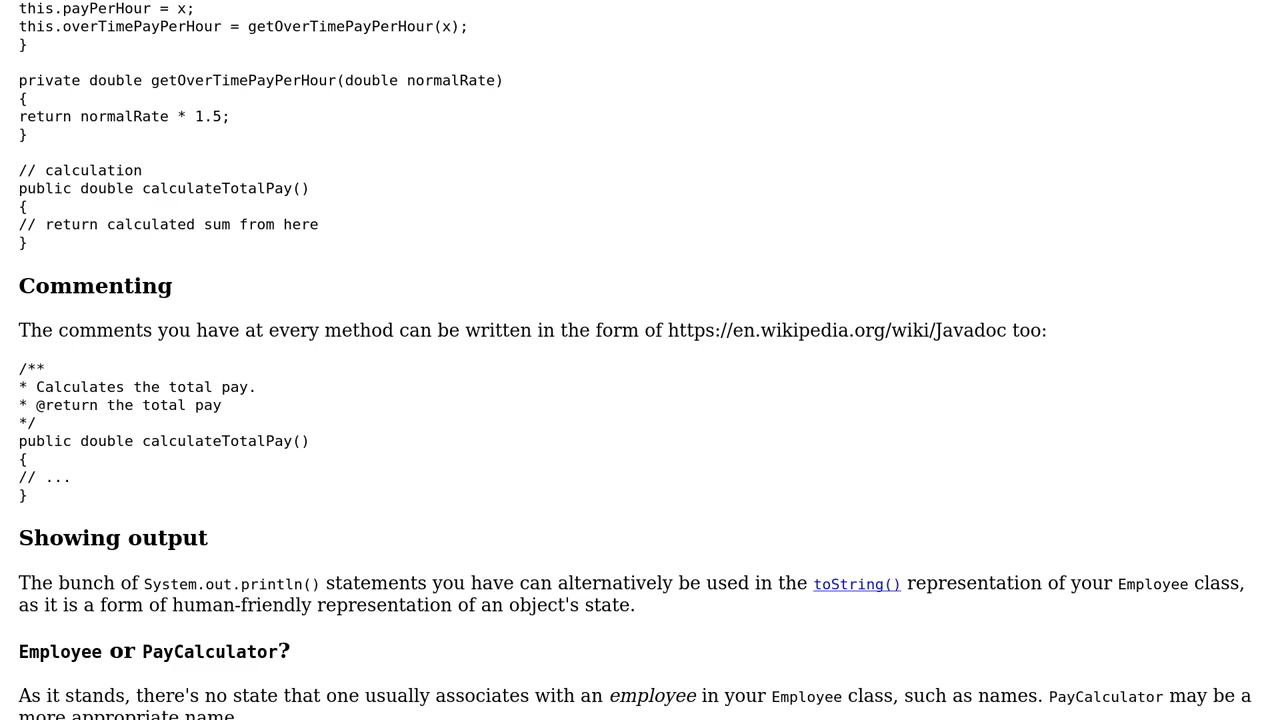 this.payPerHour = x;
this.overTimePayPerHour = getOverTimePayPerHour(x);
}
private double getOverTimePayPerHour(double normalRate)
{
return normalRate * 1.5;
}
// calculation
public double calculateTotalPay()
{
// return calculated sum from here
}
Commenting
The comments you have at every method can be written in the form of https://en.wikipedia.org/wiki/Javadoc too:
/**
* Calculates the total pay.
* @return the total pay
*/
public double calculateTotalPay()
{
// ...
}
Showing output
The bunch of System.out.println() statements you have can alternatively be used in the toString() representation of your Employee class,
as it is a form of human-friendly representation of an object's state.
Employee or PayCalculator?
As it stands, there's no state that one usually associates with an employee in your Employee class, such as names. PayCalculator may be a
more appropriate name.